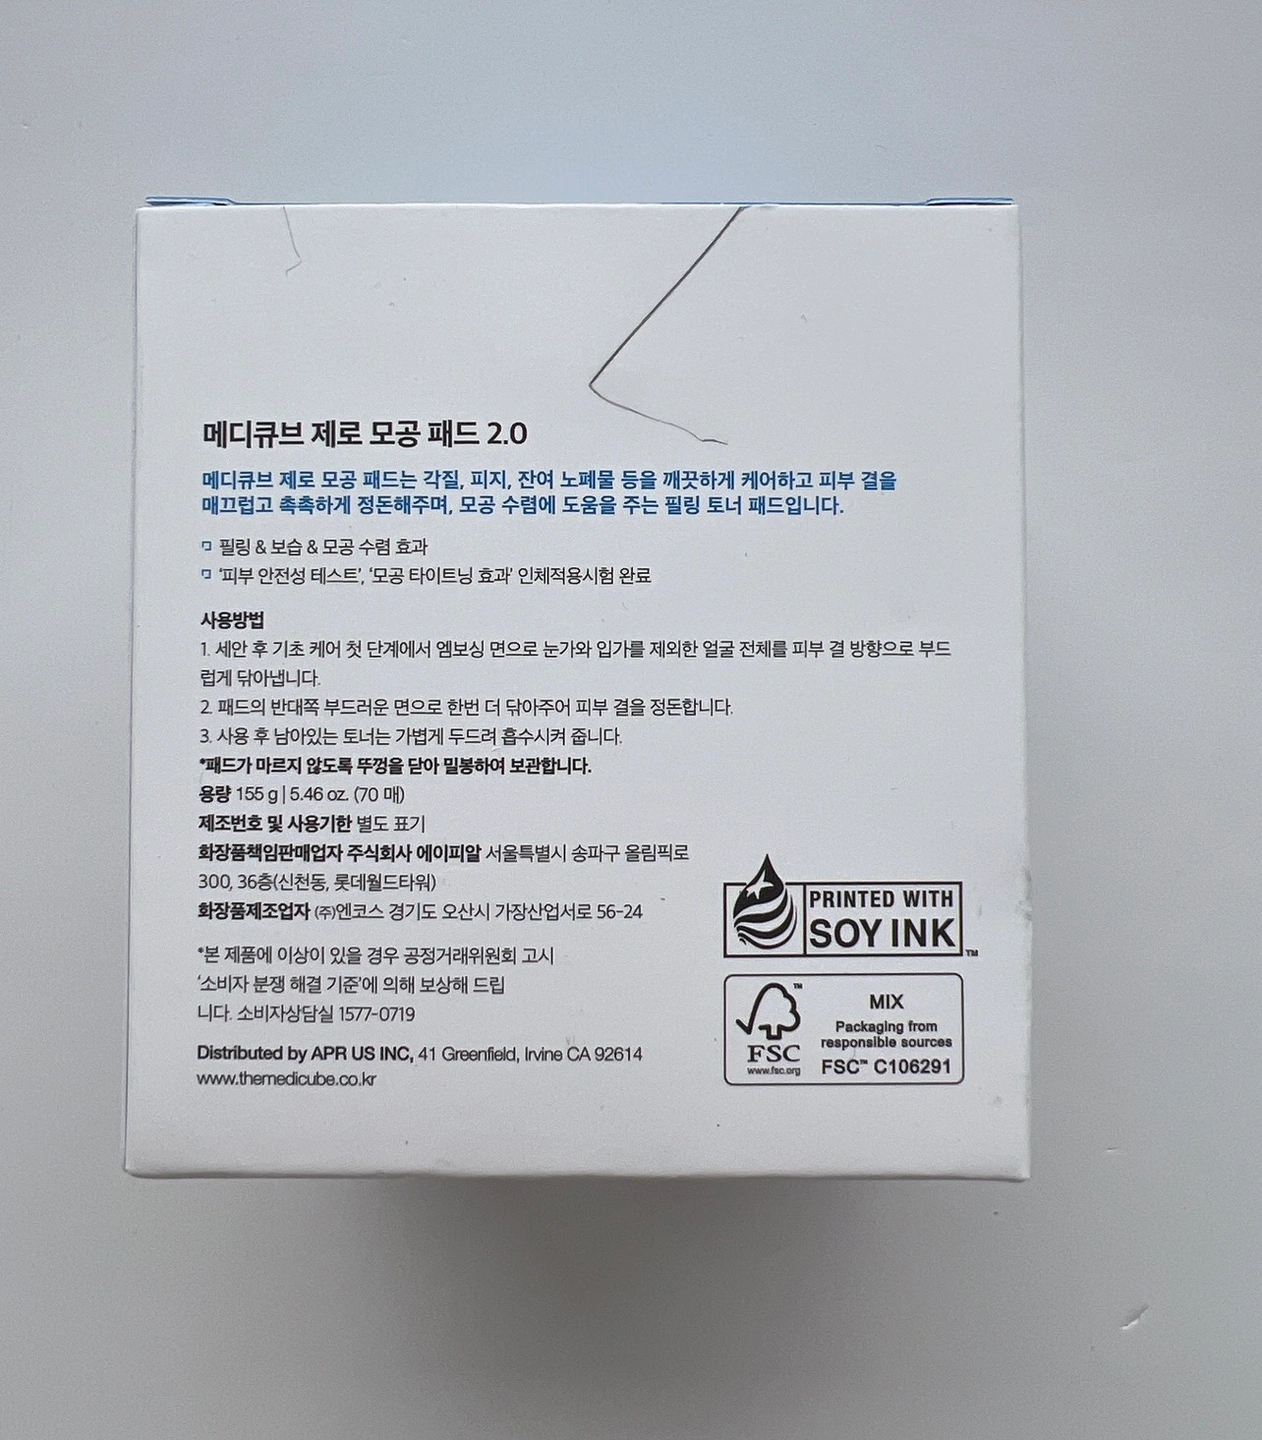 메디큐브 제로 모공 패드 2.0
메디큐브 제로 모공 패드는 각질, 피지, 잔여 노폐물 등을 깨끗하게 케어하고 피부 결을
매끄럽고 촉촉하게 정돈해주며, 모공 수렴에 도움을 주는 필링 토너 패드입니다.
필링 & 보습 & 모공 수렴 효과
'피부 안전성 테스트', '모공 타이트닝 효과' 인체적용시험 완료
사용방법
1. 세안 후 기초 케어 첫 단계에서 엠보싱 면으로 눈가와 입가를 제외한 얼굴 전체를 피부 결 방향으로 부드
럽게 닦아냅니다.
2. 패드의 반대쪽 부드러운 면으로 한번 더 닦아주어 피부 결을 정돈합니다.
3. 사용 후 남아있는 토너는 가볍게 두드려 흡수시켜 줍니다.
*패드가 마르지 않도록 뚜껑을 닫아 밀봉하여 보관합니다.
용량 155 g | 5.46 oz. (70 매)
제조번호 및 사용기한 별도 표기
화장품책임판매업자 주식회사 에이피알 서울특별시 송파구 올림픽로
300, 36층(신천동, 롯데월드타워)
화장품제조업자 (주)엔코스 경기도 오산시 가장산업서로 56-24
*본 제품에 이상이 있을 경우 공정거래위원회 고시
'소비자 분쟁 해결 기준'에 의해 보상해 드립
니다. 소비자상담실 1577-0719
Distributed by APR US INC, 41 Greenfield, Irvine CA 92614
www.themedicube.co.kr
PRINTED WITH
SOY INK™
FSC™
www.fsc.org
MIX
Packaging from
responsible sources
FSC™ C106291